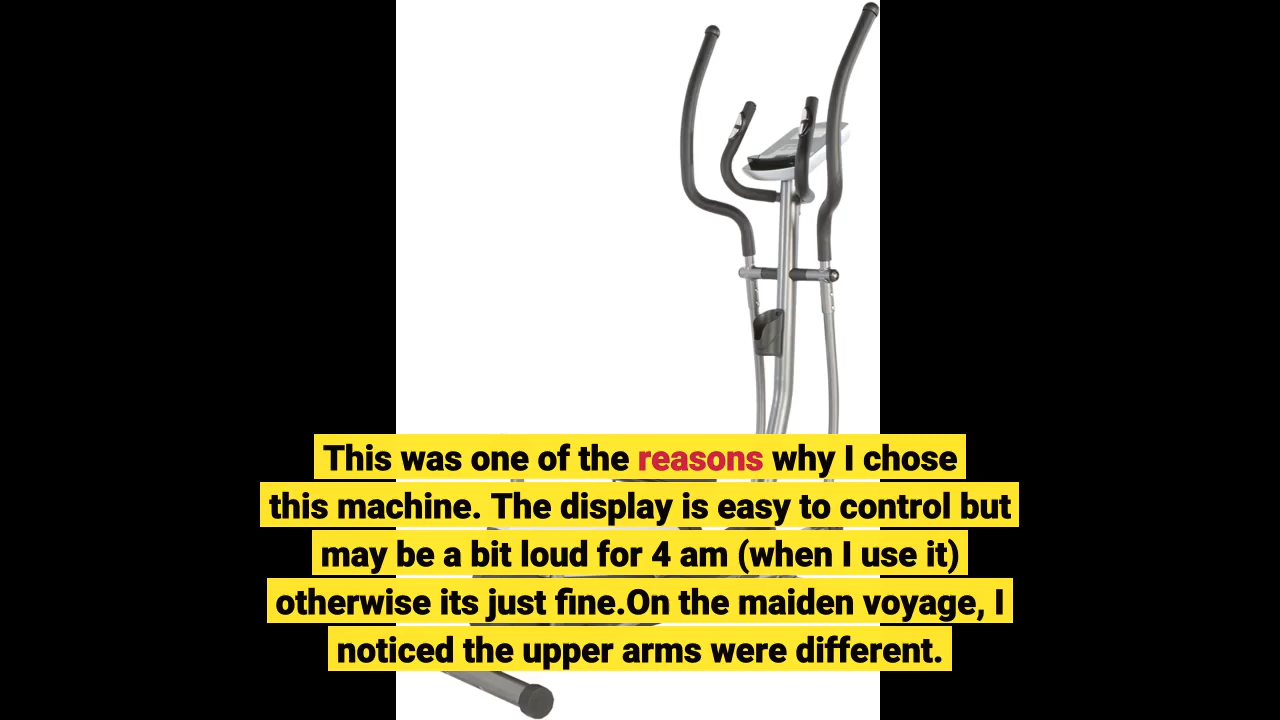 This was one of the reasons why I chose
this machine. The display is easy to control but
may be a bit loud for 4 am (when I use it)
otherwise its just fine.On the maiden voyage, I
noticed the upper arms were different.